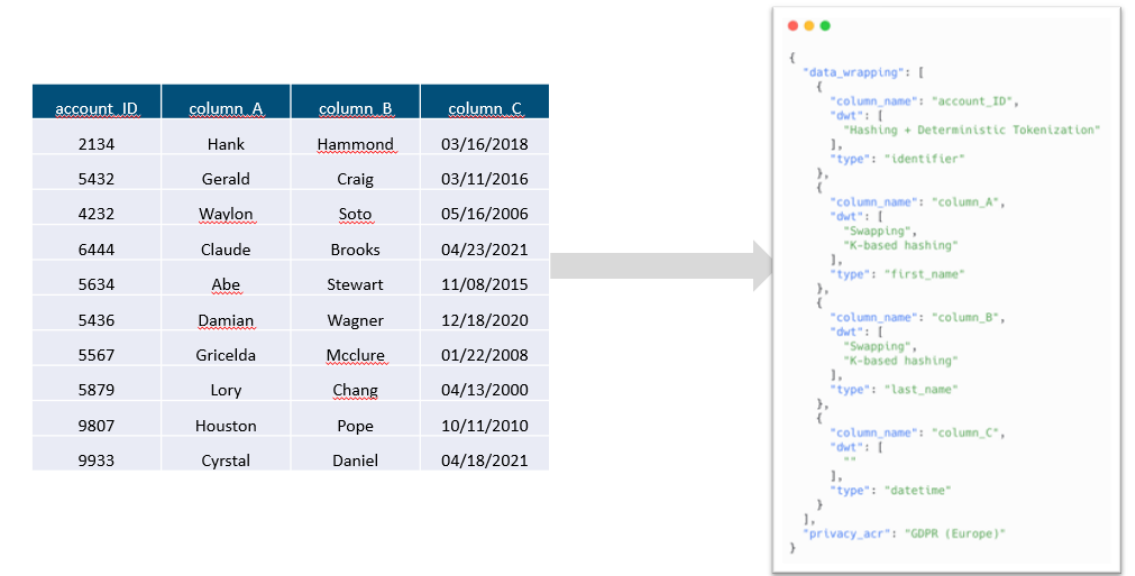 account_ID column_A column_B column_C
2134 Hank Hammond 03/16/2018
5432 Gerald Craig 03/11/2016
4232 Waylon Soto 05/16/2006
6444 Claude Brooks 04/23/2021
5634 Abe Stewart 11/08/2015
5436 Damian Wagner 12/18/2020
5567 Gricelda Mcclure 01/22/2008
5879 Lory Chang 04/13/2000
9807 Houston Pope 10/11/2010
9933 Cyrstal Daniel 04/18/2021
{
"data_wrapping": [
{
"column_name": "account_ID",
"dwt": [
"Hashing + Deterministic Tokenization"
],
"type": "identifier"
},
{
"column_name": "column_A",
"dwt": [
"Swapping",
"K-based hashing"
],
"type": "first_name"
},
{
"column_name": "column_B",
"dwt": [
"Swapping",
"K-based hashing"
],
"type": "last_name"
},
{
"column_name": "column_C",
"dwt": [
""
],
"type": "datetime"
}
],
"privacy_acr": "GDPR (Europe)"
}